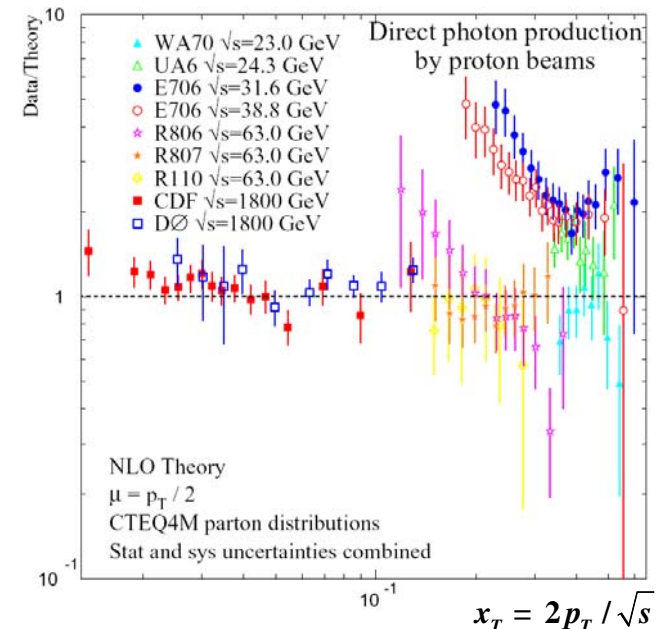 10
Data/Theory
Direct photon production
by proton beams
WA70 √s=23.0 GeV
UA6 √s=24.3 GeV
E706 √s=31.6 GeV
E706 √s=38.8 GeV
R806 √s=63.0 GeV
R807 √s=63.0 GeV
R110 √s=63.0 GeV
CDF √s=1800 GeV
DØ √s=1800 GeV
1
NLO Theory
μ = p_T / 2
CTEQ4M parton distributions
Stat and sys uncertainties combined
10⁻¹
10⁻¹
x_T = 2p_T / √s